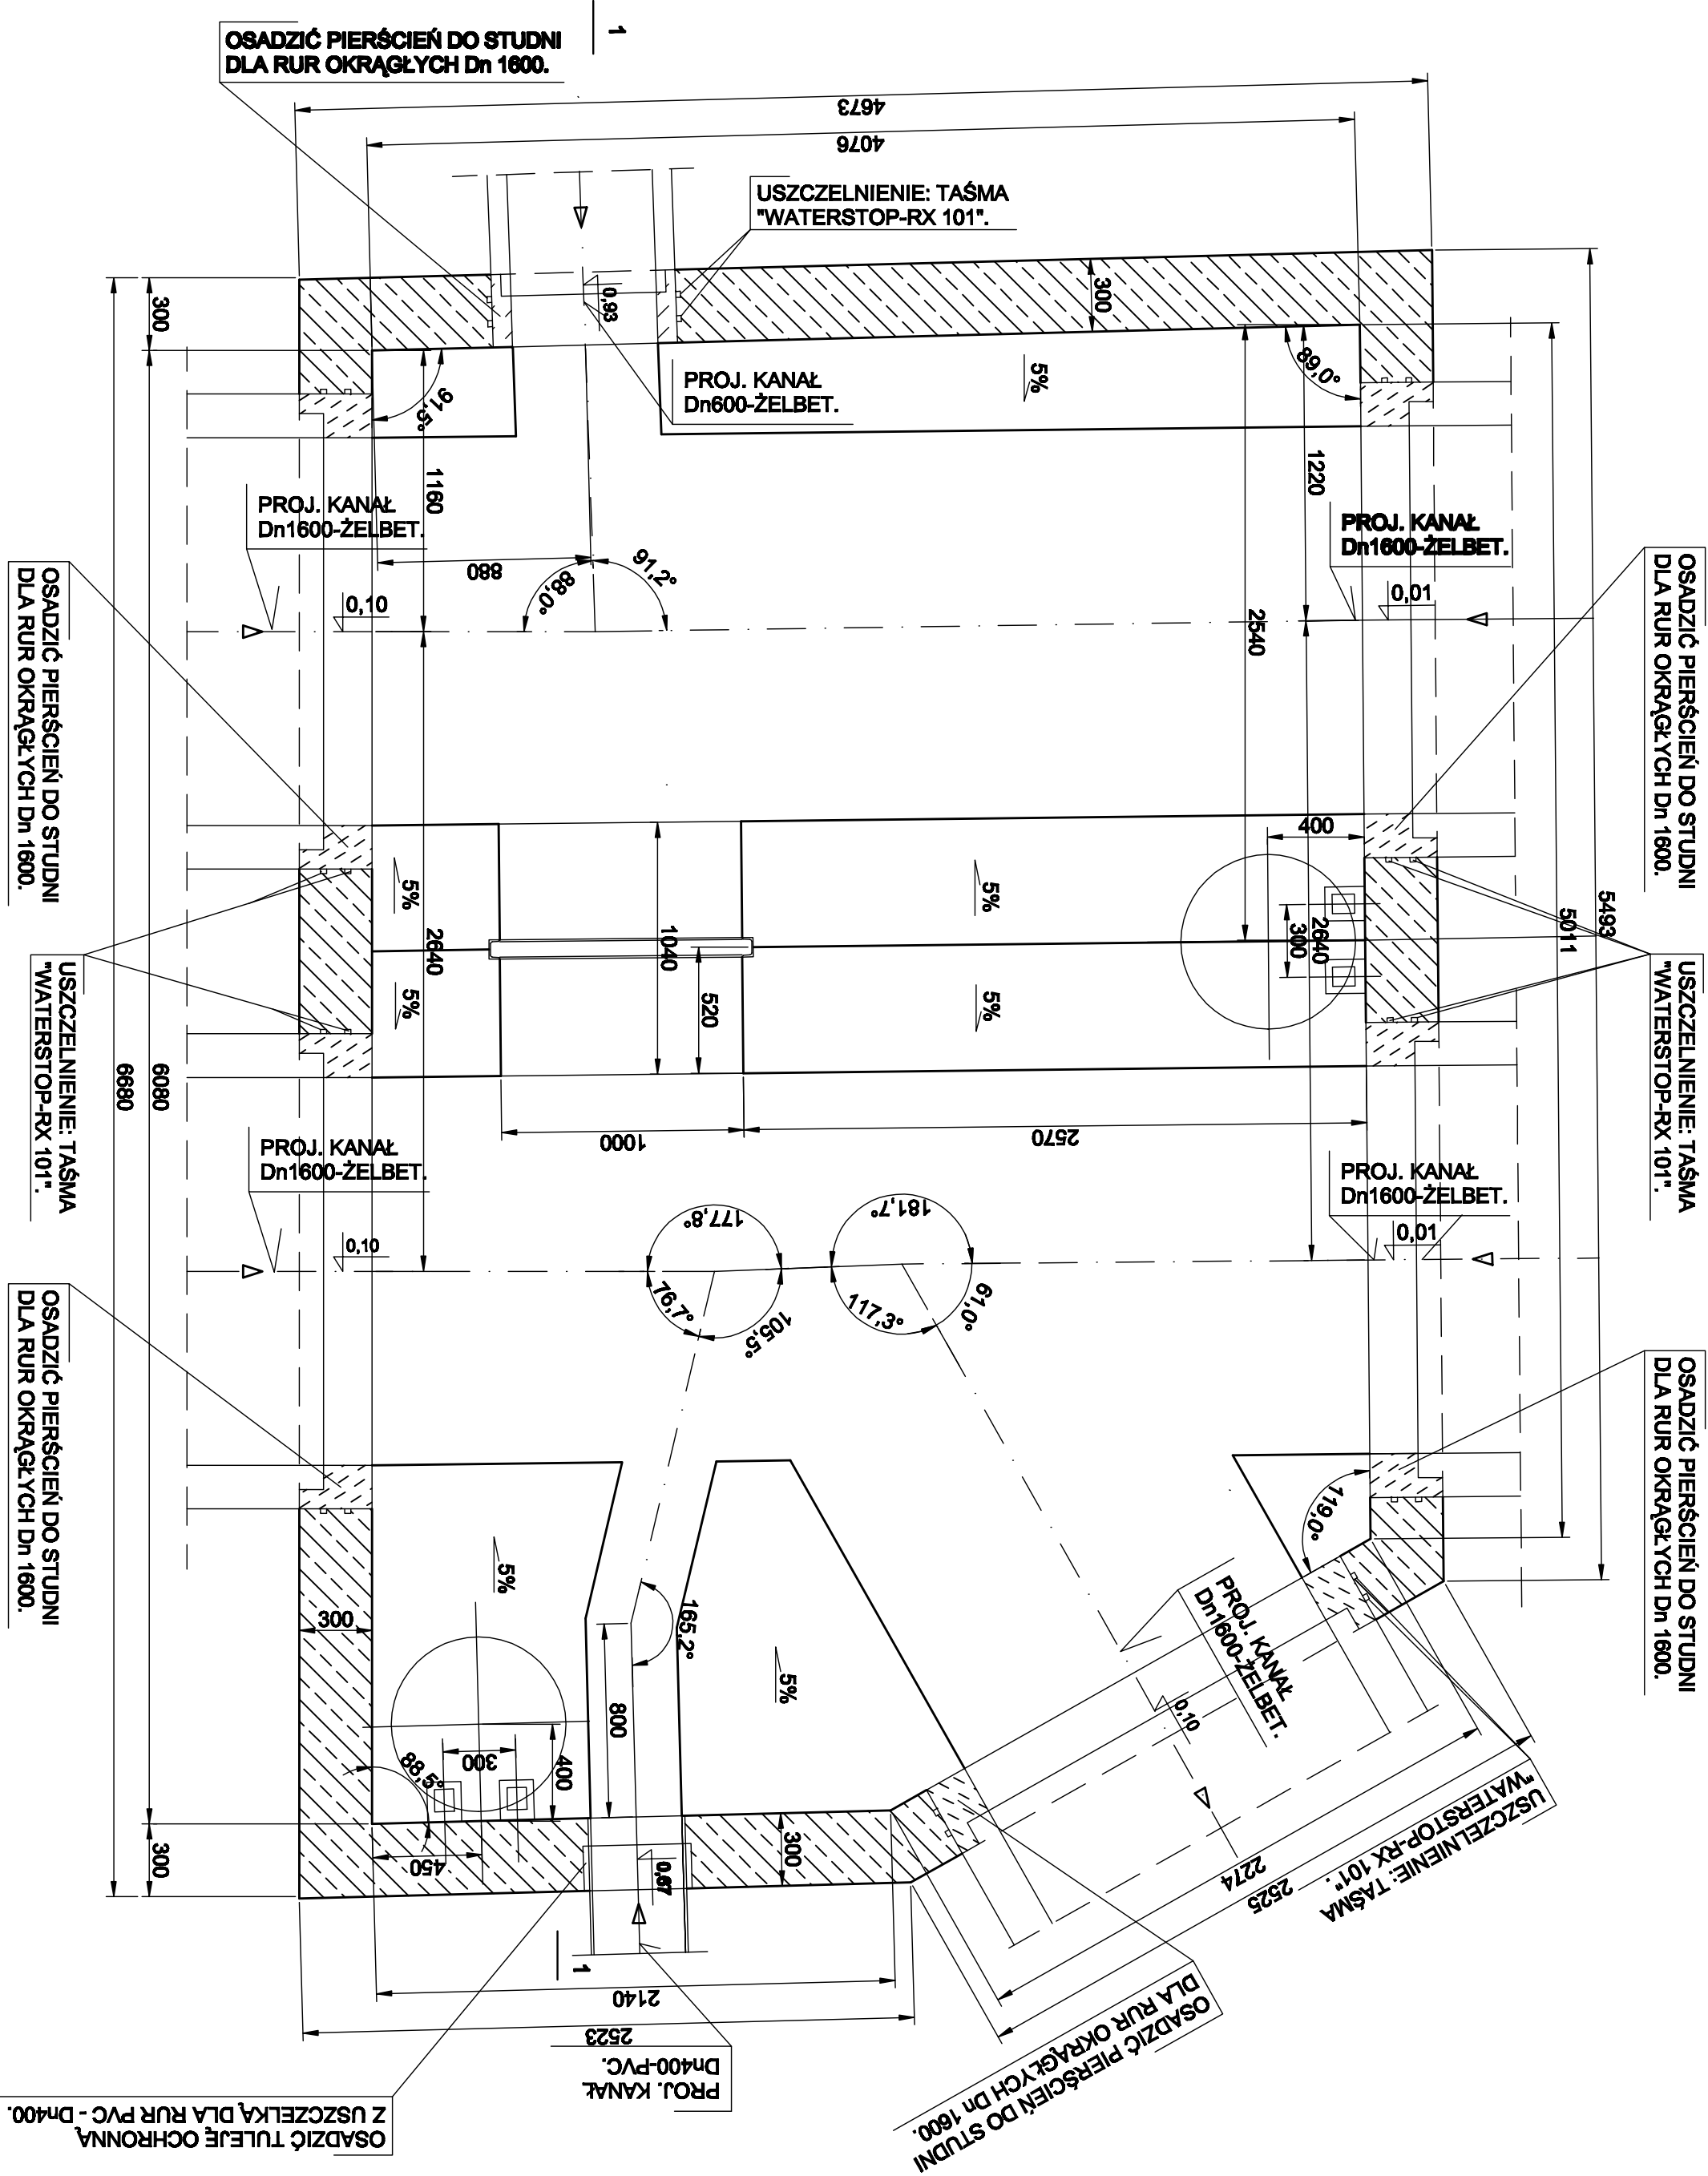 1
OSADZIĆ PIERŚCIEŃ DO STUDNI
DLA RUR OKRĄGŁYCH Dn 1600.
4673
4076
USZCZELNIENIE: TAŚMA
"WATERSTOP-RX 101".
300
0,93
300
89,0°
5%
PROJ. KANAŁ
Dn600-ŻELBET.
91,5°
1160
1220
PROJ. KANAŁ
Dn1600-ŻELBET.
PROJ. KANAŁ
Dn1600-ŻELBET.
880
88,0°
91,2°
0,10
0,01
2540
OSADZIĆ PIERŚCIEŃ DO STUDNI
DLA RUR OKRĄGŁYCH Dn 1600.
OSADZIĆ PIERŚCIEŃ DO STUDNI
DLA RUR OKRĄGŁYCH Dn 1600.
400
5%
5%
5493
5011
2640
1040
2640
300
5%
520
5%
USZCZELNIENIE: TAŚMA
"WATERSTOP-RX 101".
USZCZELNIENIE: TAŚMA
"WATERSTOP-RX 101".
6080
6680
1000
2570
PROJ. KANAŁ
Dn1600-ŻELBET.
PROJ. KANAŁ
Dn1600-ŻELBET.
177,8°
181,7°
0,10
0,01
76,7°
105,5°
117,3°
61,0°
OSADZIĆ PIERŚCIEŃ DO STUDNI
DLA RUR OKRĄGŁYCH Dn 1600.
OSADZIĆ PIERŚCIEŃ DO STUDNI
DLA RUR OKRĄGŁYCH Dn 1600.
119,0°
5%
300
165,2°
5%
PROJ. KANAŁ
Dn1600-ŻELBET.
0,10
800
300
400
88,5°
300
450
300
0,67
USZCZELNIENIE: TAŚMA
"WATERSTOP-RX 101".
2274
2525
1
2140
2523
PROJ. KANAŁ
Dn400-PVC.
OSADZIĆ PIERŚCIEŃ DO STUDNI
DLA RUR OKRĄGŁYCH Dn 1600.
OSADZIĆ TULEJĘ OCHRONNĄ
Z USZCZELKĄ DLA RUR PVC - Dn400.